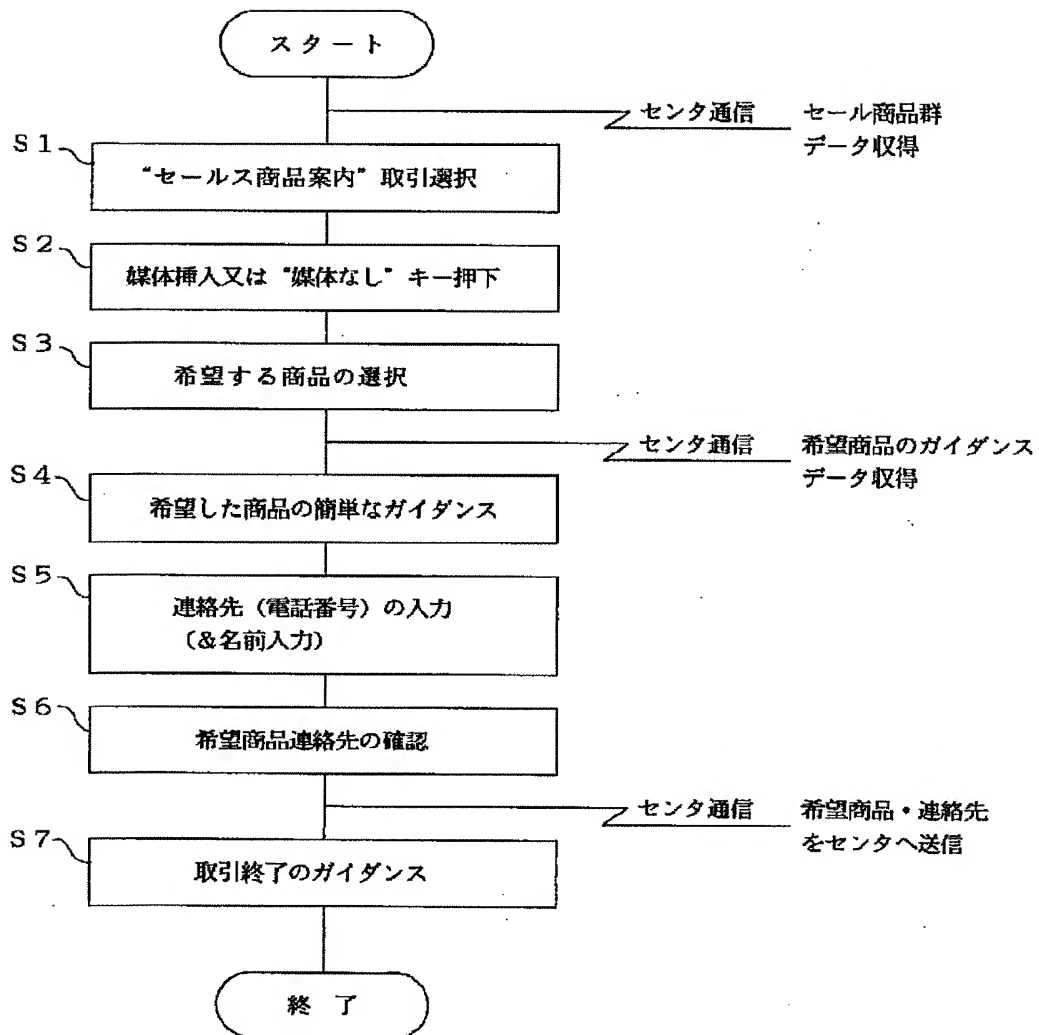 スタート
センタ通信 セール商品群
データ収得
S1
“セールス商品案内”取引選択
S2
媒体挿入又は“媒体なし”キー押下
S3
希望する商品の選択
センタ通信 希望商品のガイダンス
データ収得
S4
希望した商品の簡単なガイダンス
S5
連絡先(電話番号)の入力
(&名前入力)
S6
希望商品連絡先の確認
センタ通信 希望商品・連絡先
をセンタへ送信
S7
取引終了のガイダンス
終了